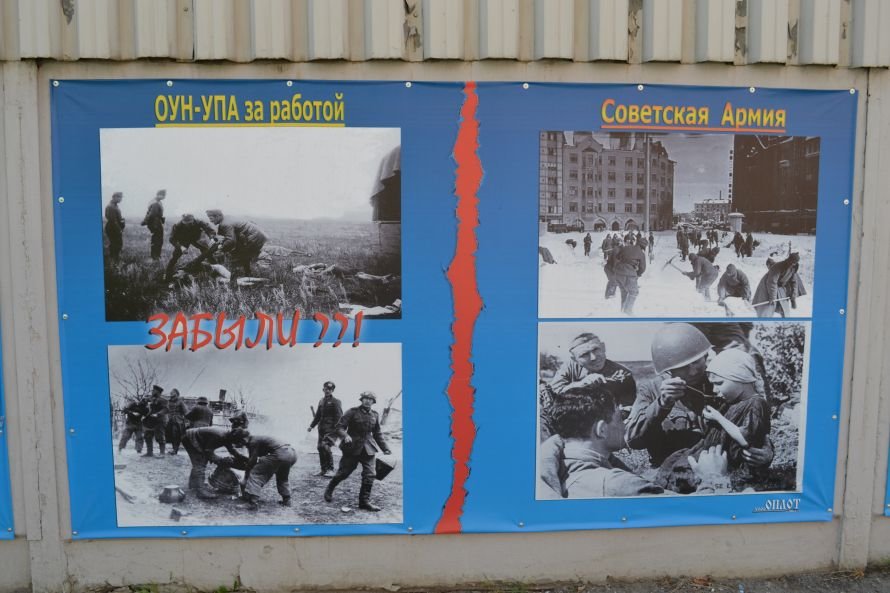 ОУН-УПА за работой
Советская Армия
ЗАБЫЛИ ??!
ОПЛОТ